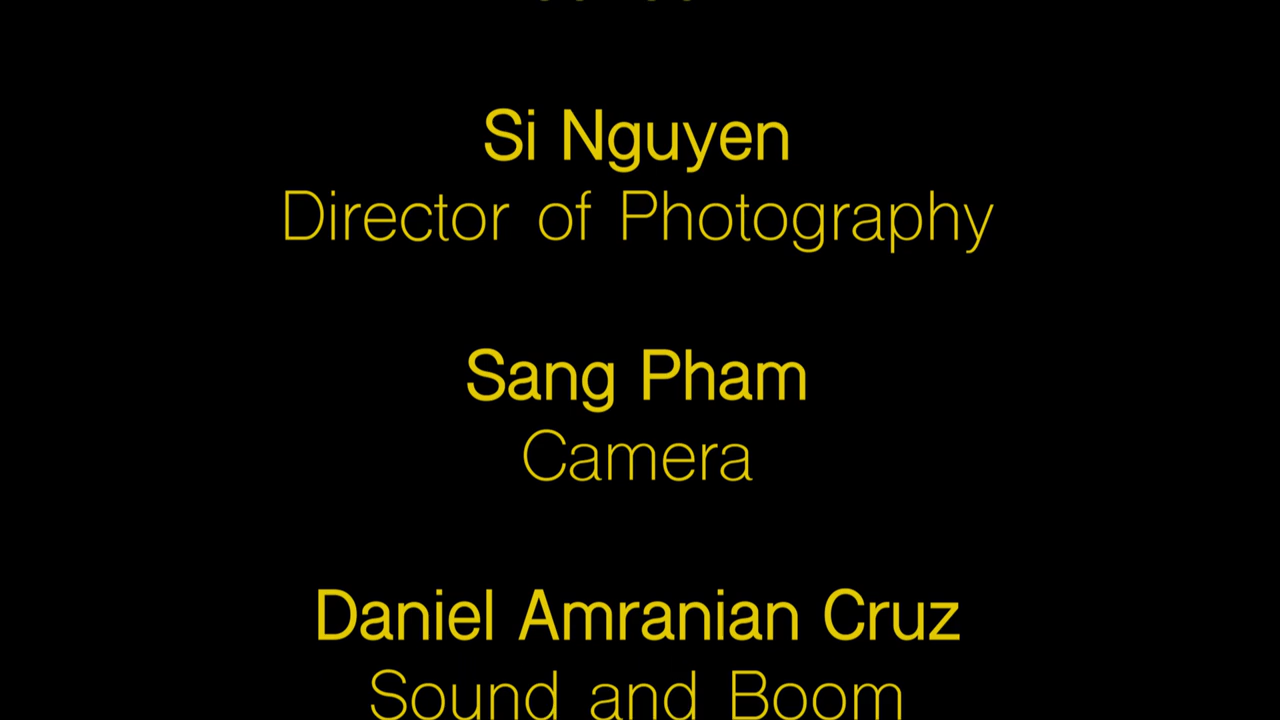 Si Nguyen
Director of Photography
Sang Pham
Camera
Daniel Amranian Cruz
Sound and Boom